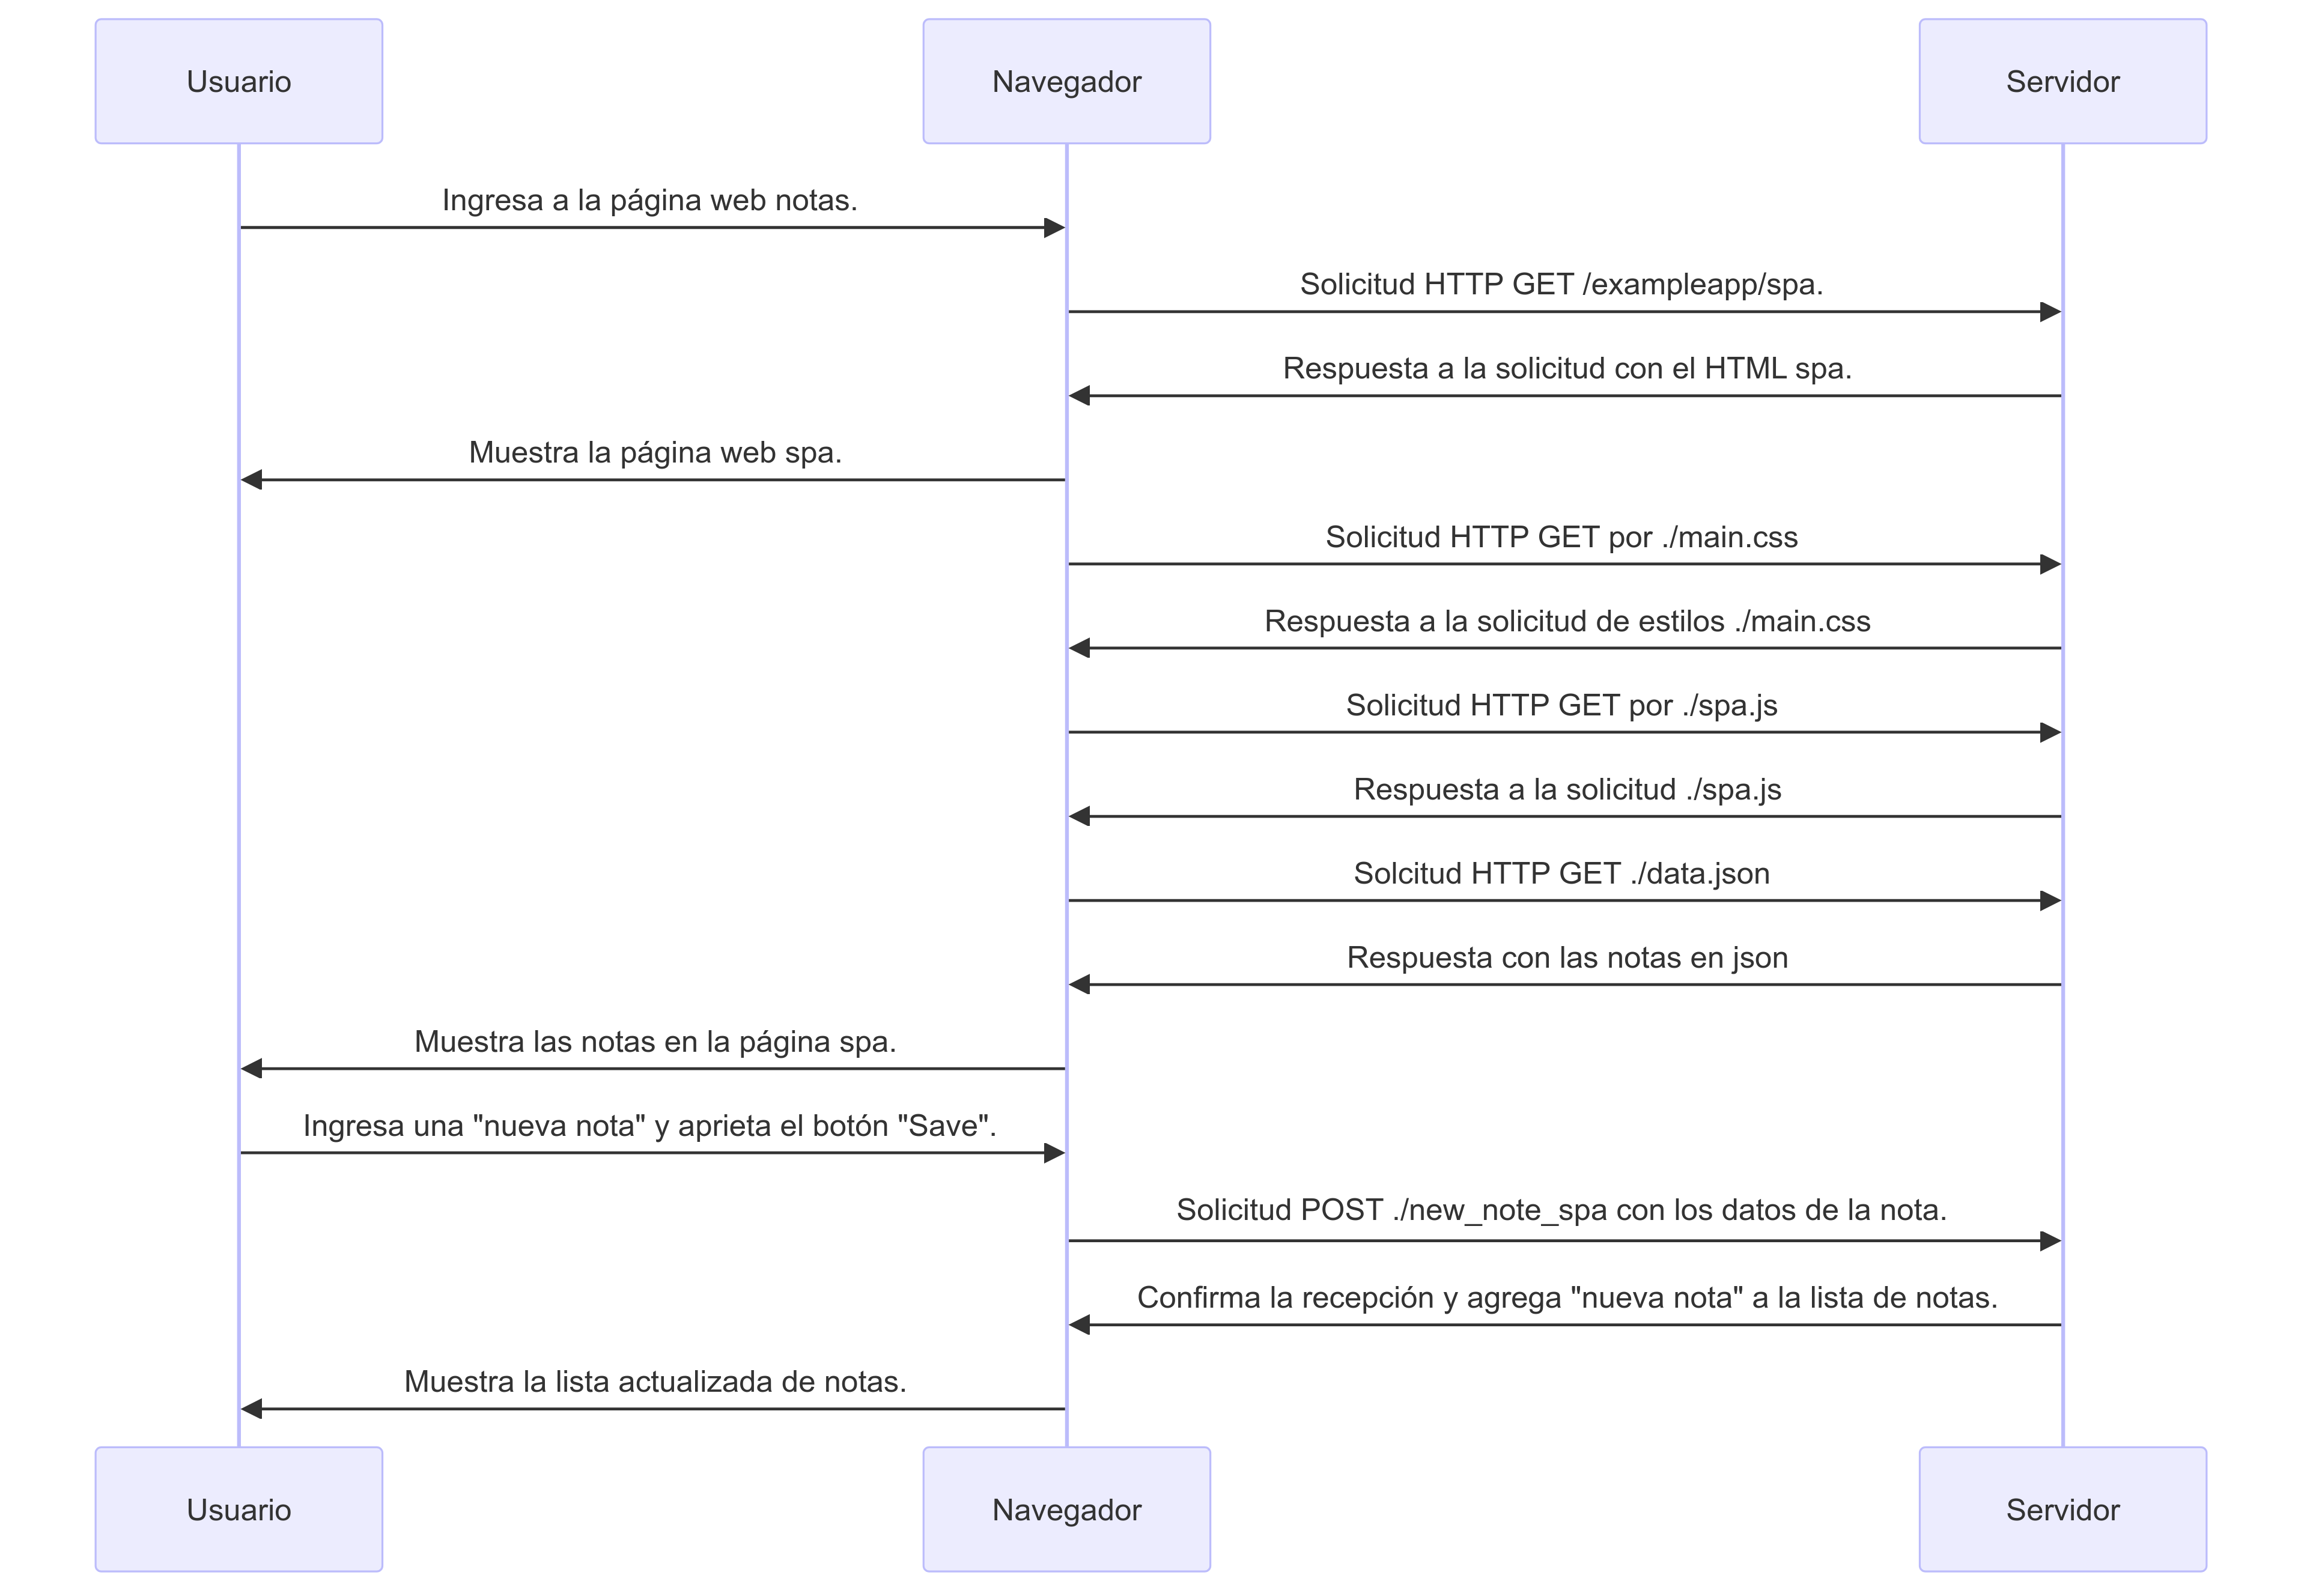 Usuario
Navegador
Servidor
Ingresa a la página web notas.
Solicitud HTTP GET /exampleapp/spa.
Respuesta a la solicitud con el HTML spa.
Muestra la página web spa.
Solicitud HTTP GET por ./main.css
Respuesta a la solicitud de estilos ./main.css
Solicitud HTTP GET por ./spa.js
Respuesta a la solicitud ./spa.js
Solcitud HTTP GET ./data.json
Respuesta con las notas en json
Muestra las notas en la página spa.
Ingresa una "nueva nota" y aprieta el botón "Save".
Solicitud POST ./new_note_spa con los datos de la nota.
Confirma la recepción y agrega "nueva nota" a la lista de notas.
Muestra la lista actualizada de notas.
Usuario
Navegador
Servidor